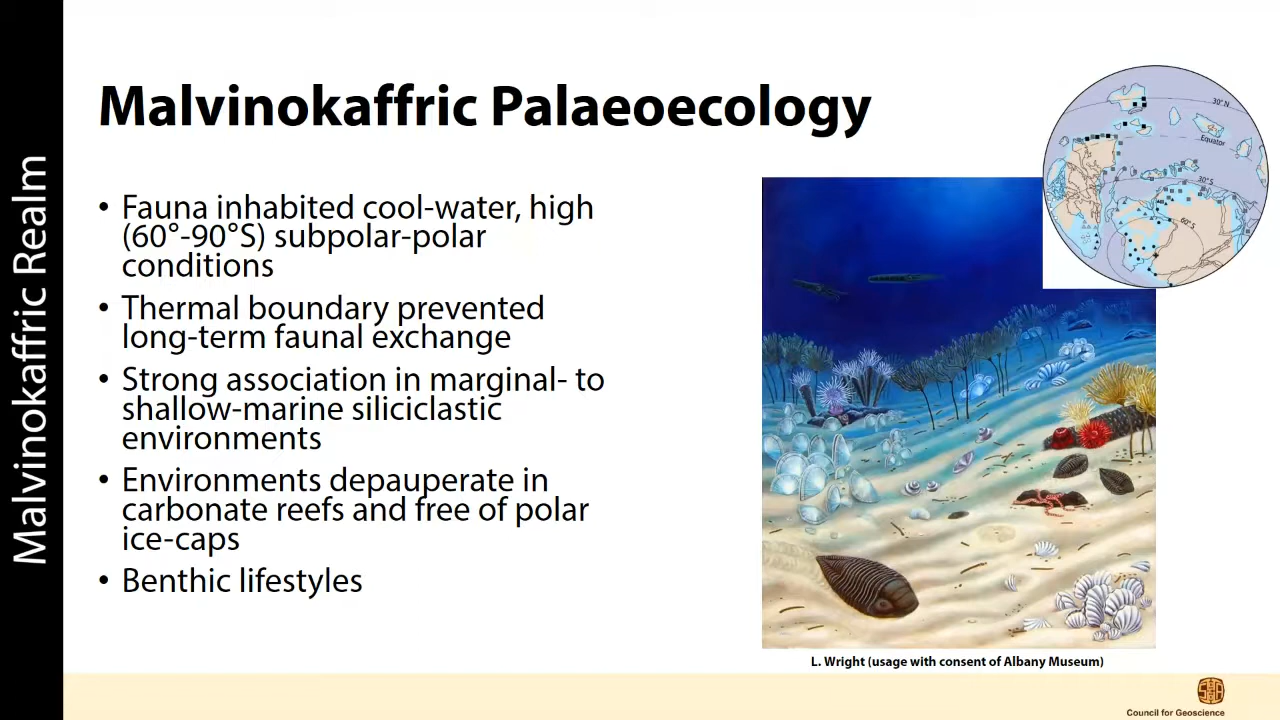 Malvinokaffric Realm
Malvinokaffric Palaeoecology
• Fauna inhabited cool-water, high
(60°-90°S) subpolar-polar
conditions
• Thermal boundary prevented
long-term faunal exchange
• Strong association in marginal- to
shallow-marine siliciclastic
environments
• Environments depauperate in
carbonate reefs and free of polar
ice-caps
• Benthic lifestyles
30° N
Equator
30°S
60°S
L. Wright (usage with consent of Albany Museum)
Council for Geoscience